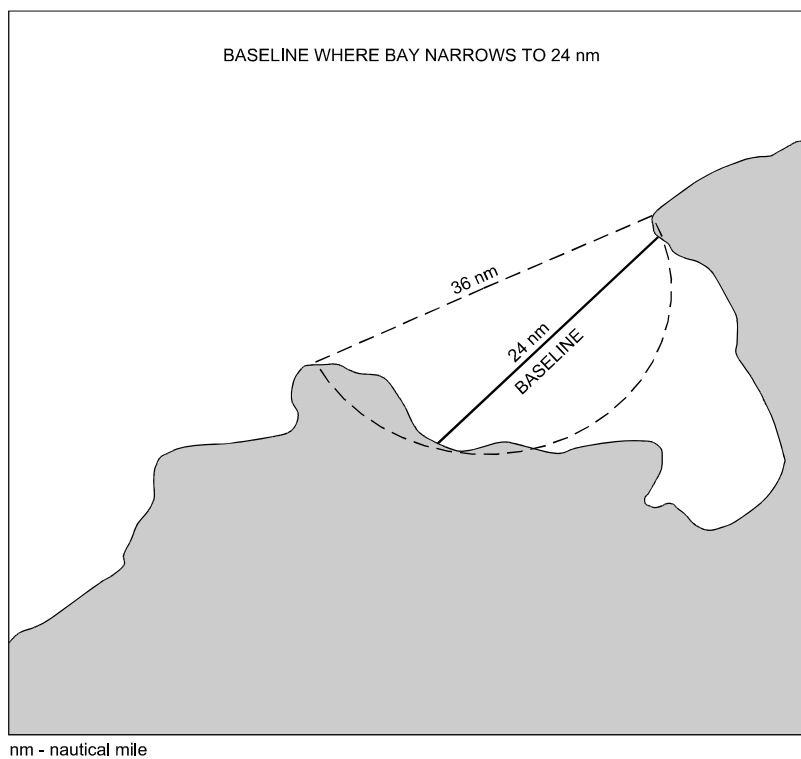 BASELINE WHERE BAY NARROWS TO 24 nm
36 nm
24 nm
BASELINE
nm - nautical mile